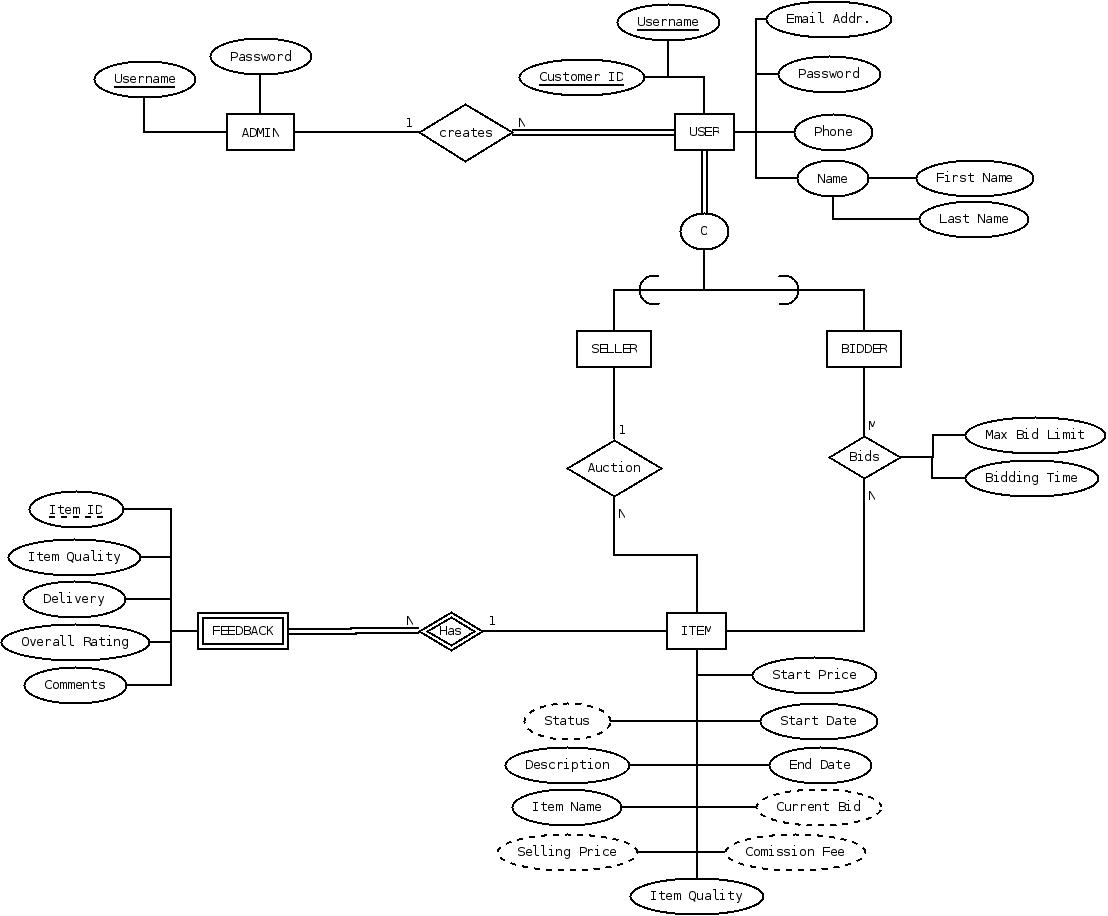 Username
Email Addr.
Password
Username
Customer ID
Password
ADMIN
1
creates
N
USER
Phone
Name
First Name
Last Name
C
SELLER
BIDDER
1
M
Max Bid Limit
Auction
Bids
Bidding Time
N
N
Item ID
Item Quality
Delivery
Overall Rating
Comments
FEEDBACK
N
Has
1
ITEM
Start Price
Status
Start Date
Description
End Date
Item Name
Current Bid
Selling Price
Comission Fee
Item Quality